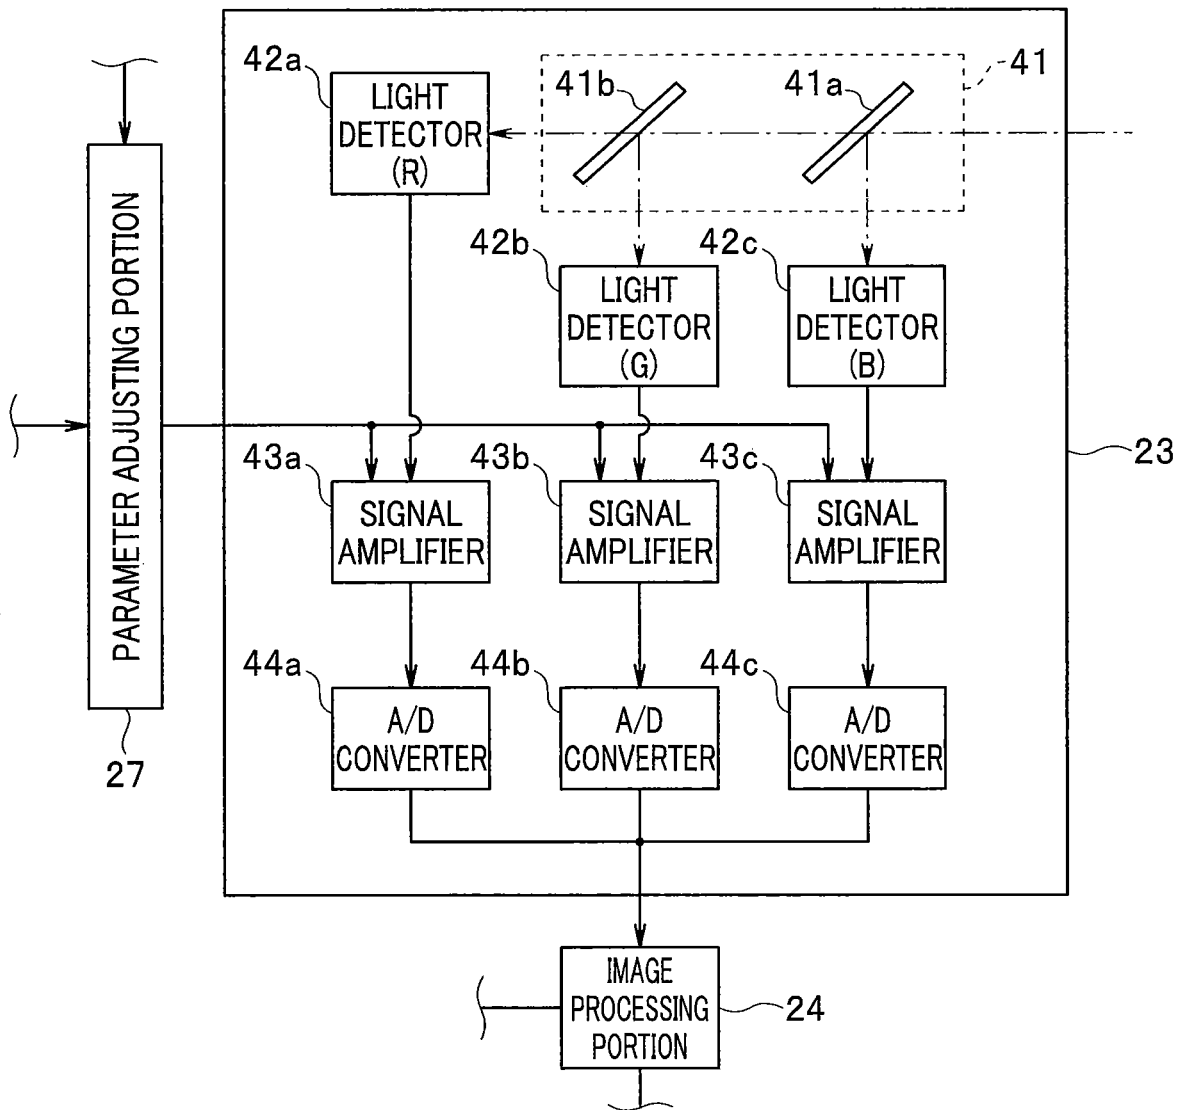 42a
LIGHT
DETECTOR
(R)
41b
41a
41
42b
LIGHT
DETECTOR
(G)
42c
LIGHT
DETECTOR
(B)
PARAMETER ADJUSTING PORTION
27
23
43a
SIGNAL
AMPLIFIER
43b
SIGNAL
AMPLIFIER
43c
SIGNAL
AMPLIFIER
44a
A/D
CONVERTER
44b
A/D
CONVERTER
44c
A/D
CONVERTER
IMAGE
PROCESSING
PORTION
24